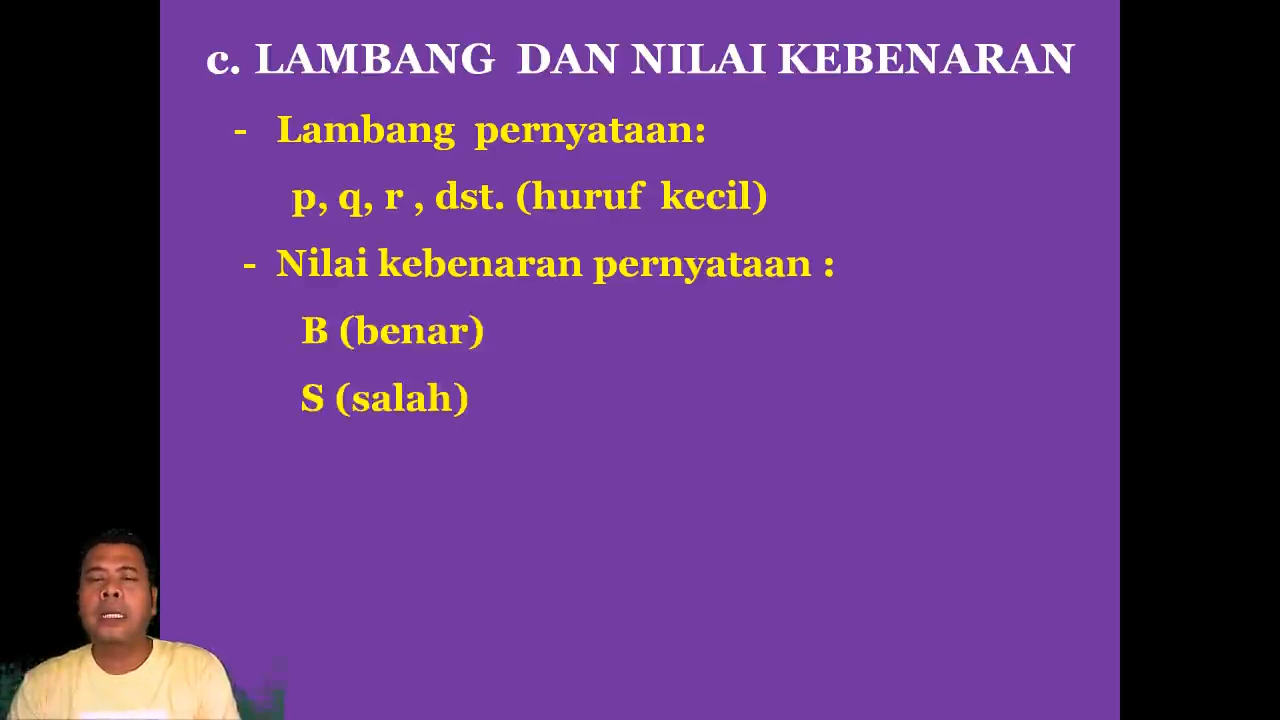 c. LAMBANG DAN NILAI KEBENARAN
- Lambang pernyataan:
p, q, r , dst. (huruf kecil)
- Nilai kebenaran pernyataan :
B (benar)
S (salah)